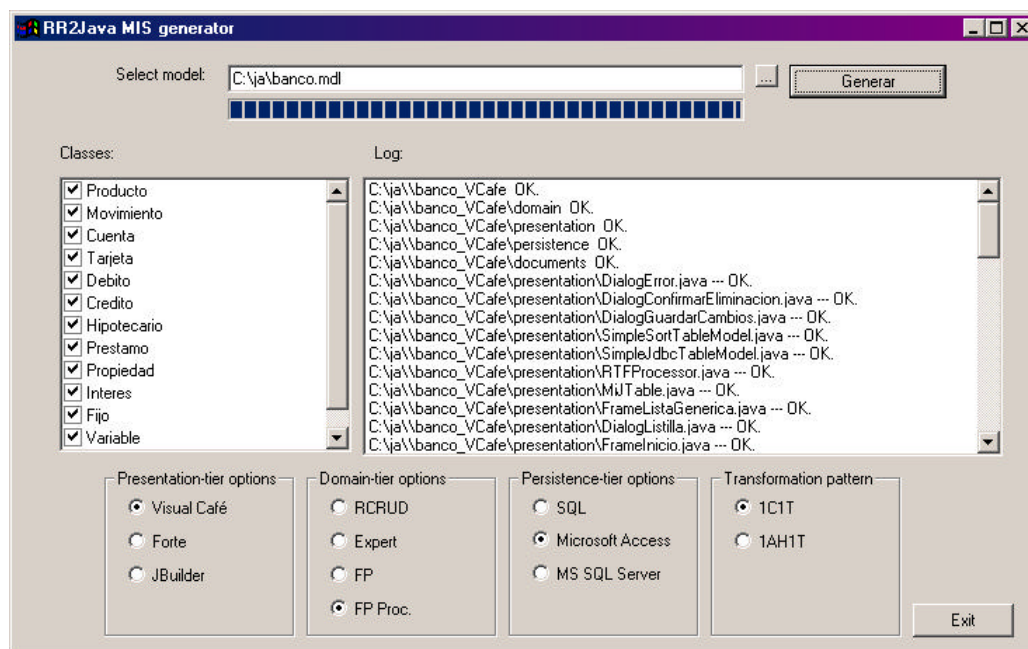 RR2Java MIS generator
Select model:
C:\ja\banco.mdl
...
Generar
Classes:
Log:
Producto
Movimiento
Cuenta
Tarjeta
Debito
Credito
Hipotecario
Prestamo
Propiedad
Interes
Fijo
Variable
C:\ja\\banco_VCafe OK.
C:\ja\\banco_VCafe\domain OK.
C:\ja\\banco_VCafe\presentation OK.
C:\ja\\banco_VCafe\persistence OK.
C:\ja\\banco_VCafe\documents OK.
C:\ja\\banco_VCafe\presentation\DialogError.java --- OK.
C:\ja\\banco_VCafe\presentation\DialogConfirmarEliminacion.java --- OK.
C:\ja\\banco_VCafe\presentation\DialogGuardarCambios.java --- OK.
C:\ja\\banco_VCafe\presentation\SimpleSortTableModel.java --- OK.
C:\ja\\banco_VCafe\presentation\SimpleJdbcTableModel.java --- OK.
C:\ja\\banco_VCafe\presentation\RTFProcessor.java --- OK.
C:\ja\\banco_VCafe\presentation\MiJTable.java --- OK.
C:\ja\\banco_VCafe\presentation\FrameListaGenerica.java --- OK.
C:\ja\\banco_VCafe\presentation\DialogListilla.java --- OK.
C:\ja\\banco_VCafe\presentation\FrameInicio.java --- OK.
Presentation-tier options
Visual Café
Forte
JBuilder
Domain-tier options
RCRUD
Expert
FP
FP Proc.
Persistence-tier options
SQL
Microsoft Access
MS SQL Server
Transformation pattern
1C1T
1AH1T
Exit